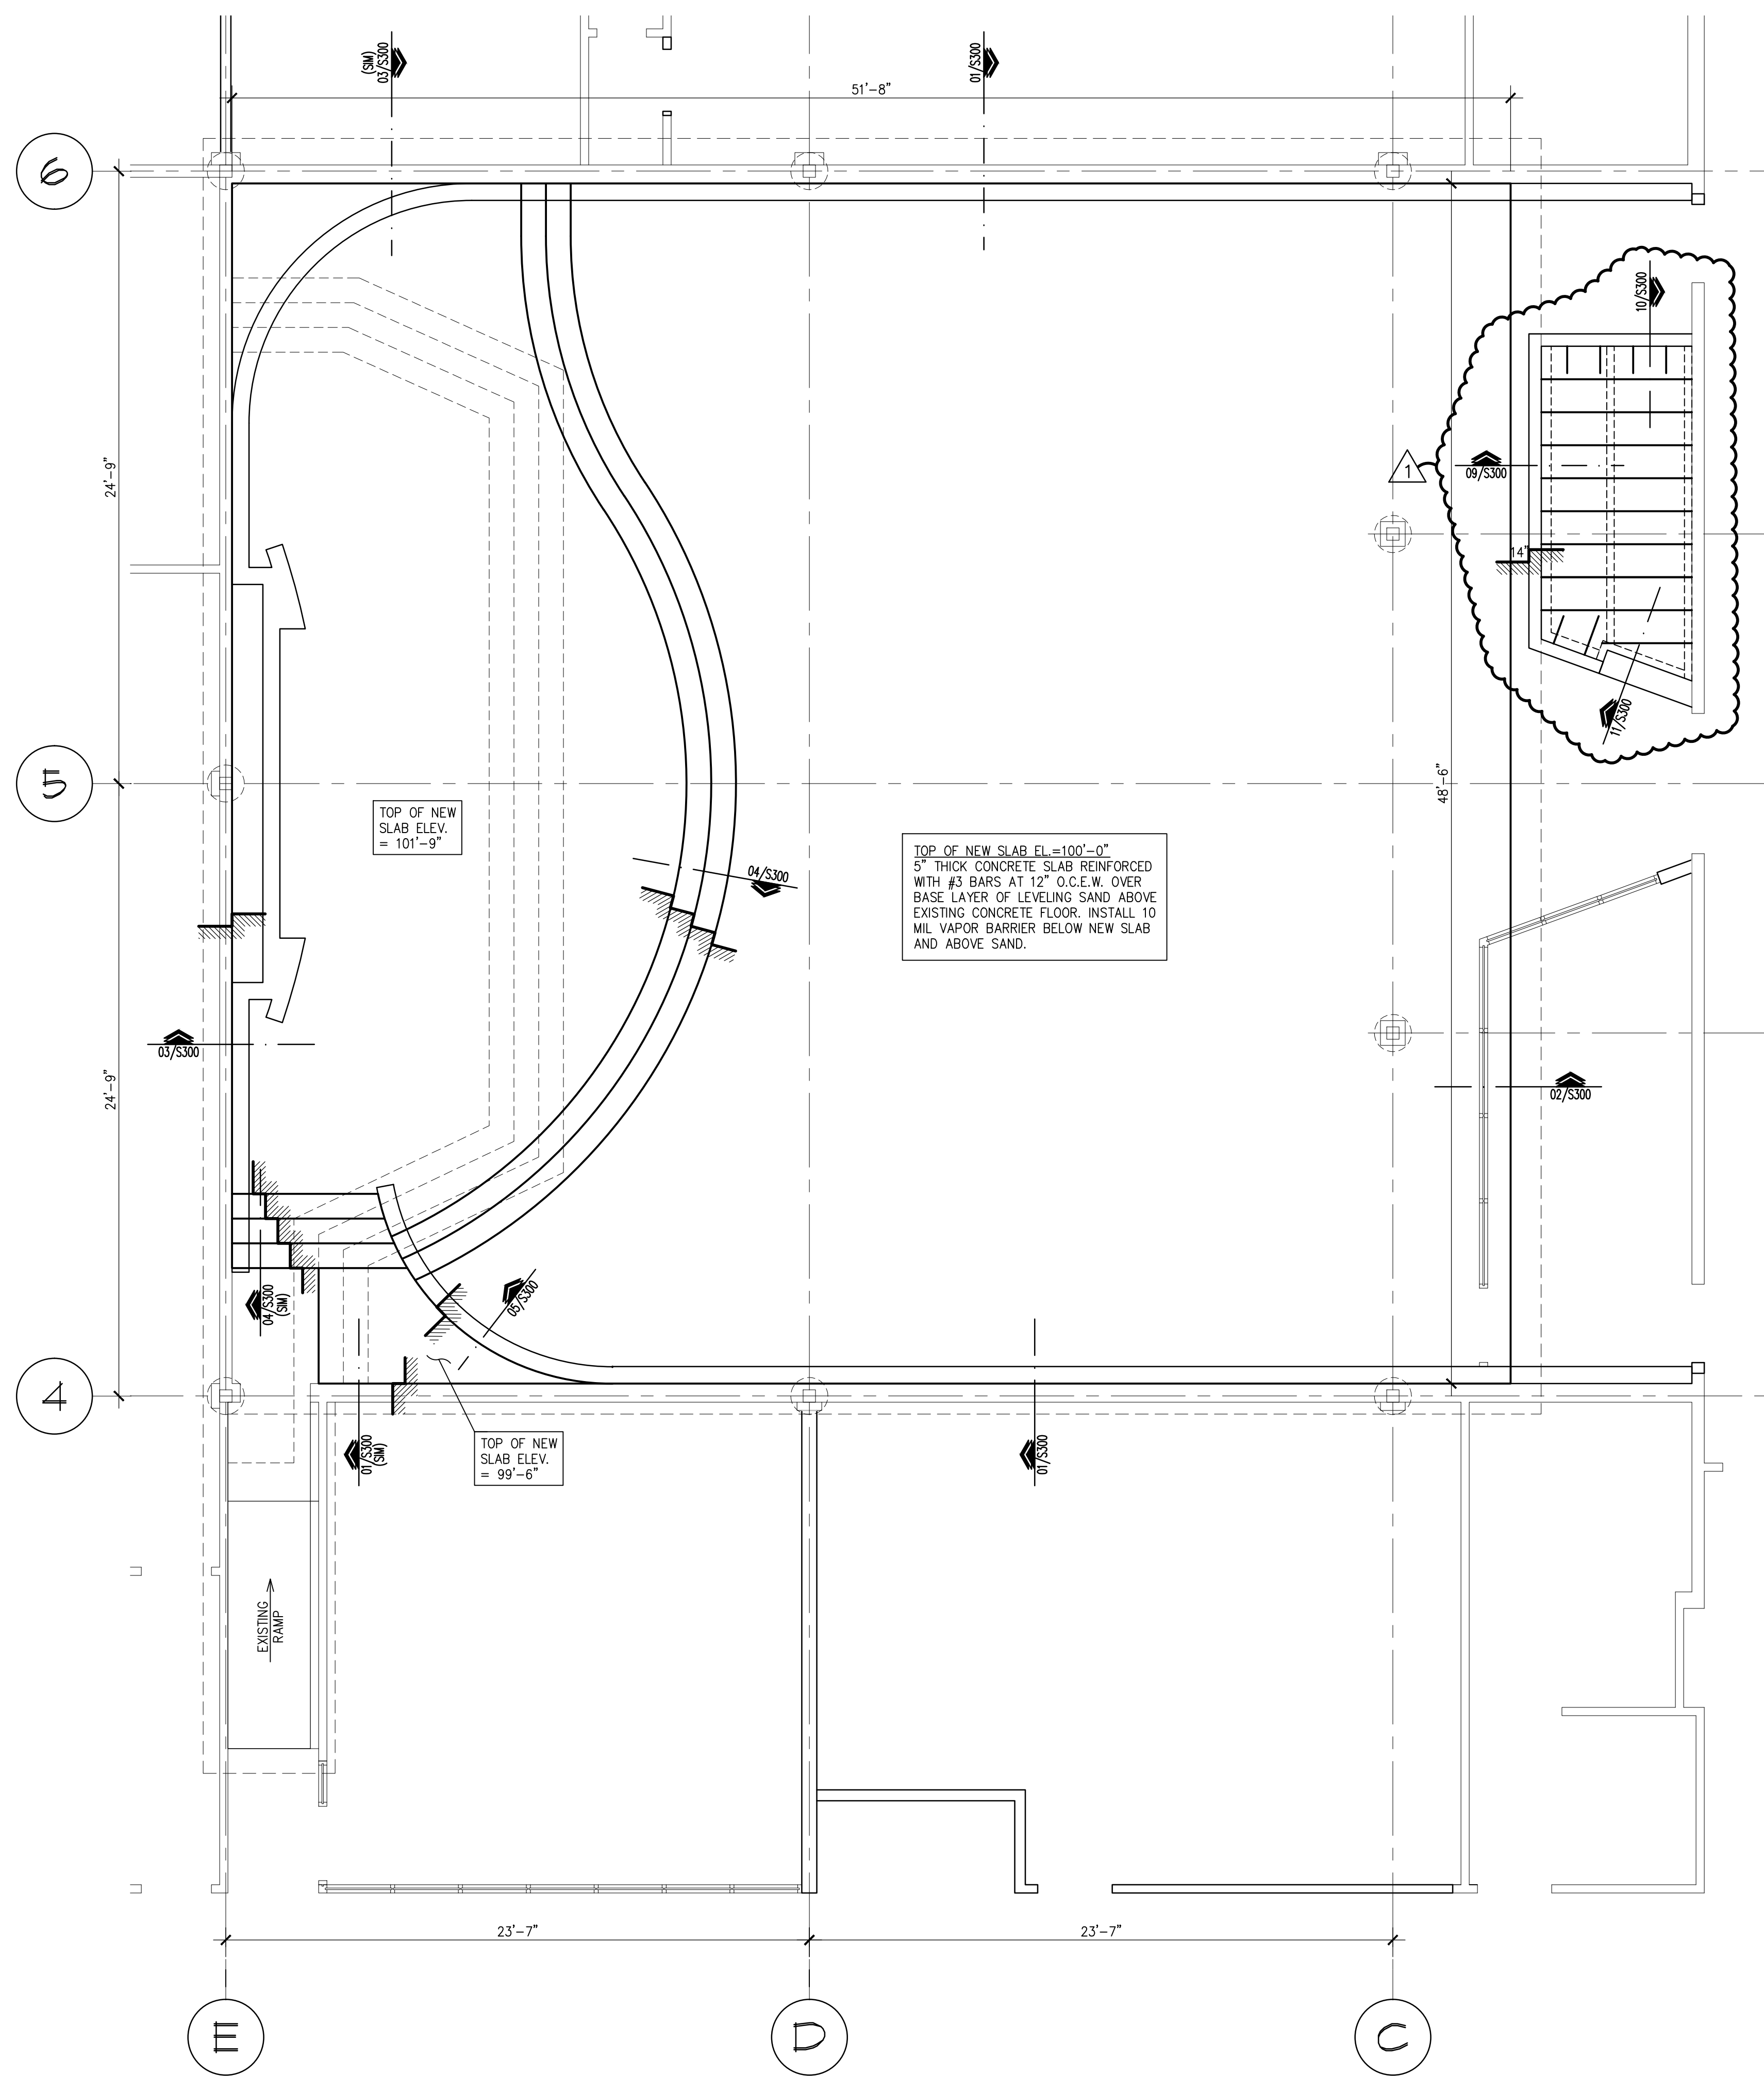 (SIM)
03/S300
01/S300
51'-8"
6
10/S300
24'-9"
1
09/S300
14"
11/S300
5
48'-6"
TOP OF NEW
SLAB ELEV.
= 101'-9"
TOP OF NEW SLAB EL.=100'-0"
5" THICK CONCRETE SLAB REINFORCED
WITH #3 BARS AT 12" O.C.E.W. OVER
BASE LAYER OF LEVELING SAND ABOVE
EXISTING CONCRETE FLOOR. INSTALL 10
MIL VAPOR BARRIER BELOW NEW SLAB
AND ABOVE SAND.
04/S300
03/S300
24'-9"
02/S300
04/S300
(SIM)
05/S300
4
01/S300
(SIM)
TOP OF NEW
SLAB ELEV.
= 99'-6"
01/S300
EXISTING
RAMP
23'-7"
23'-7"
E
D
C